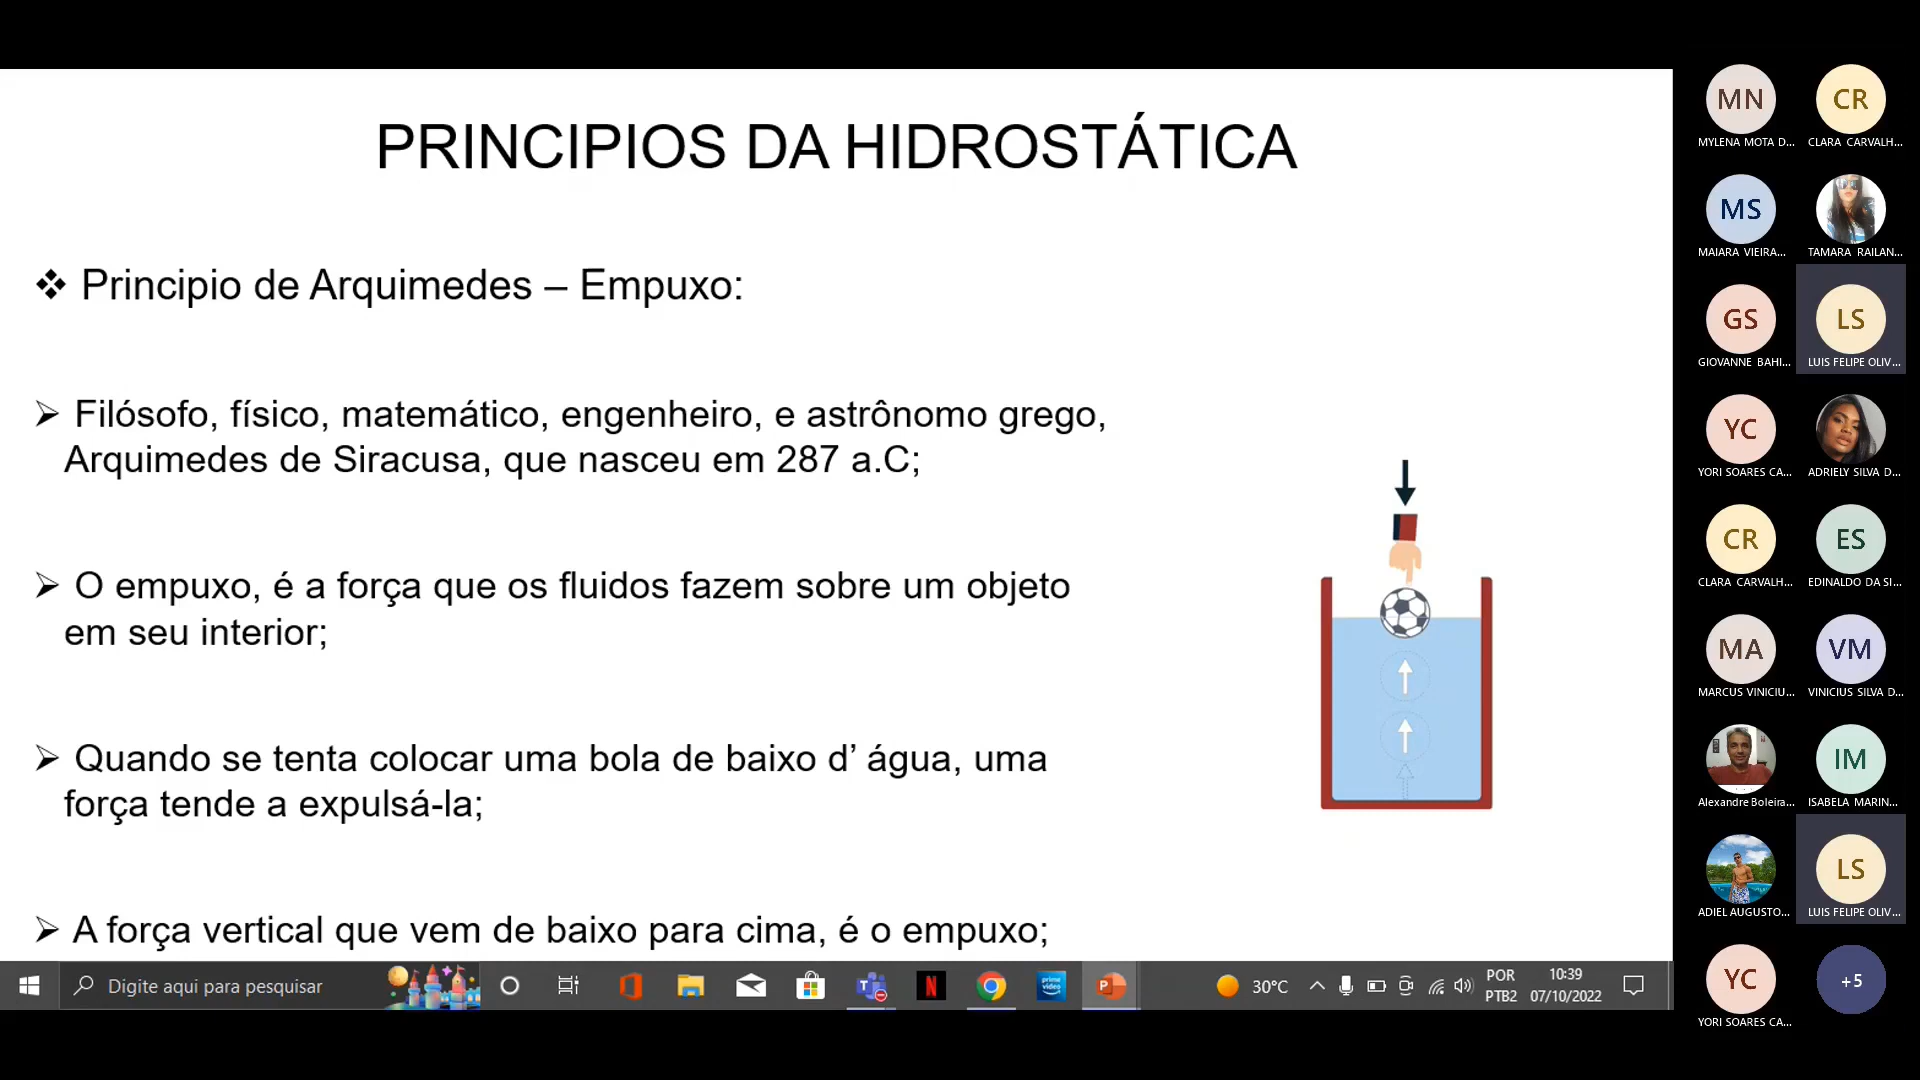 PRINCIPIOS DA HIDROSTÁTICA
❖ Principio de Arquimedes – Empuxo:
➢ Filósofo, físico, matemático, engenheiro, e astrônomo grego,
Arquimedes de Siracusa, que nasceu em 287 a.C;
➢ O empuxo, é a força que os fluidos fazem sobre um objeto
em seu interior;
➢ Quando se tenta colocar uma bola de baixo d’ água, uma
força tende a expulsá-la;
➢ A força vertical que vem de baixo para cima, é o empuxo;
Digite aqui para pesquisar
T
N
prime video
P
30°C
POR
PTB2
10:39
07/10/2022
MN
MYLENA MOTA D...
CR
CLARA CARVALH...
MS
MAIARA VIEIRA...
TAMARA RAILAN...
GS
GIOVANNE BAHI...
LS
LUIS FELIPE OLIV...
YC
YORI SOARES CA...
ADRIELY SILVA D...
CR
CLARA CARVALH...
ES
EDINALDO DA SI...
MA
MARCUS VINICIU...
VM
VINICIUS SILVA D...
Alexandre Boleira...
IM
ISABELA MARIN...
ADIEL AUGUSTO...
LS
LUIS FELIPE OLIV...
YC
YORI SOARES CA...
+5